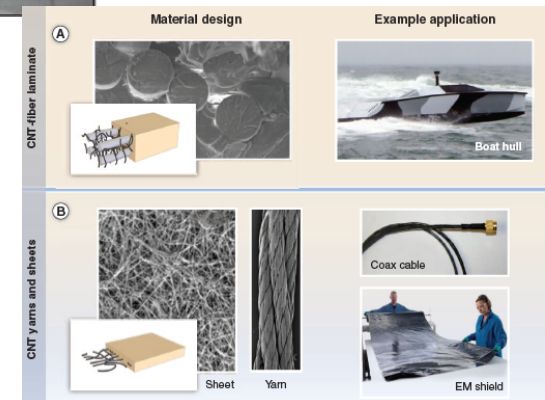 Material design
Example application
A
CNT-fiber laminate
Boat hull
B
CNT yarns and sheets
Coax cable
Sheet
Yarn
EM shield